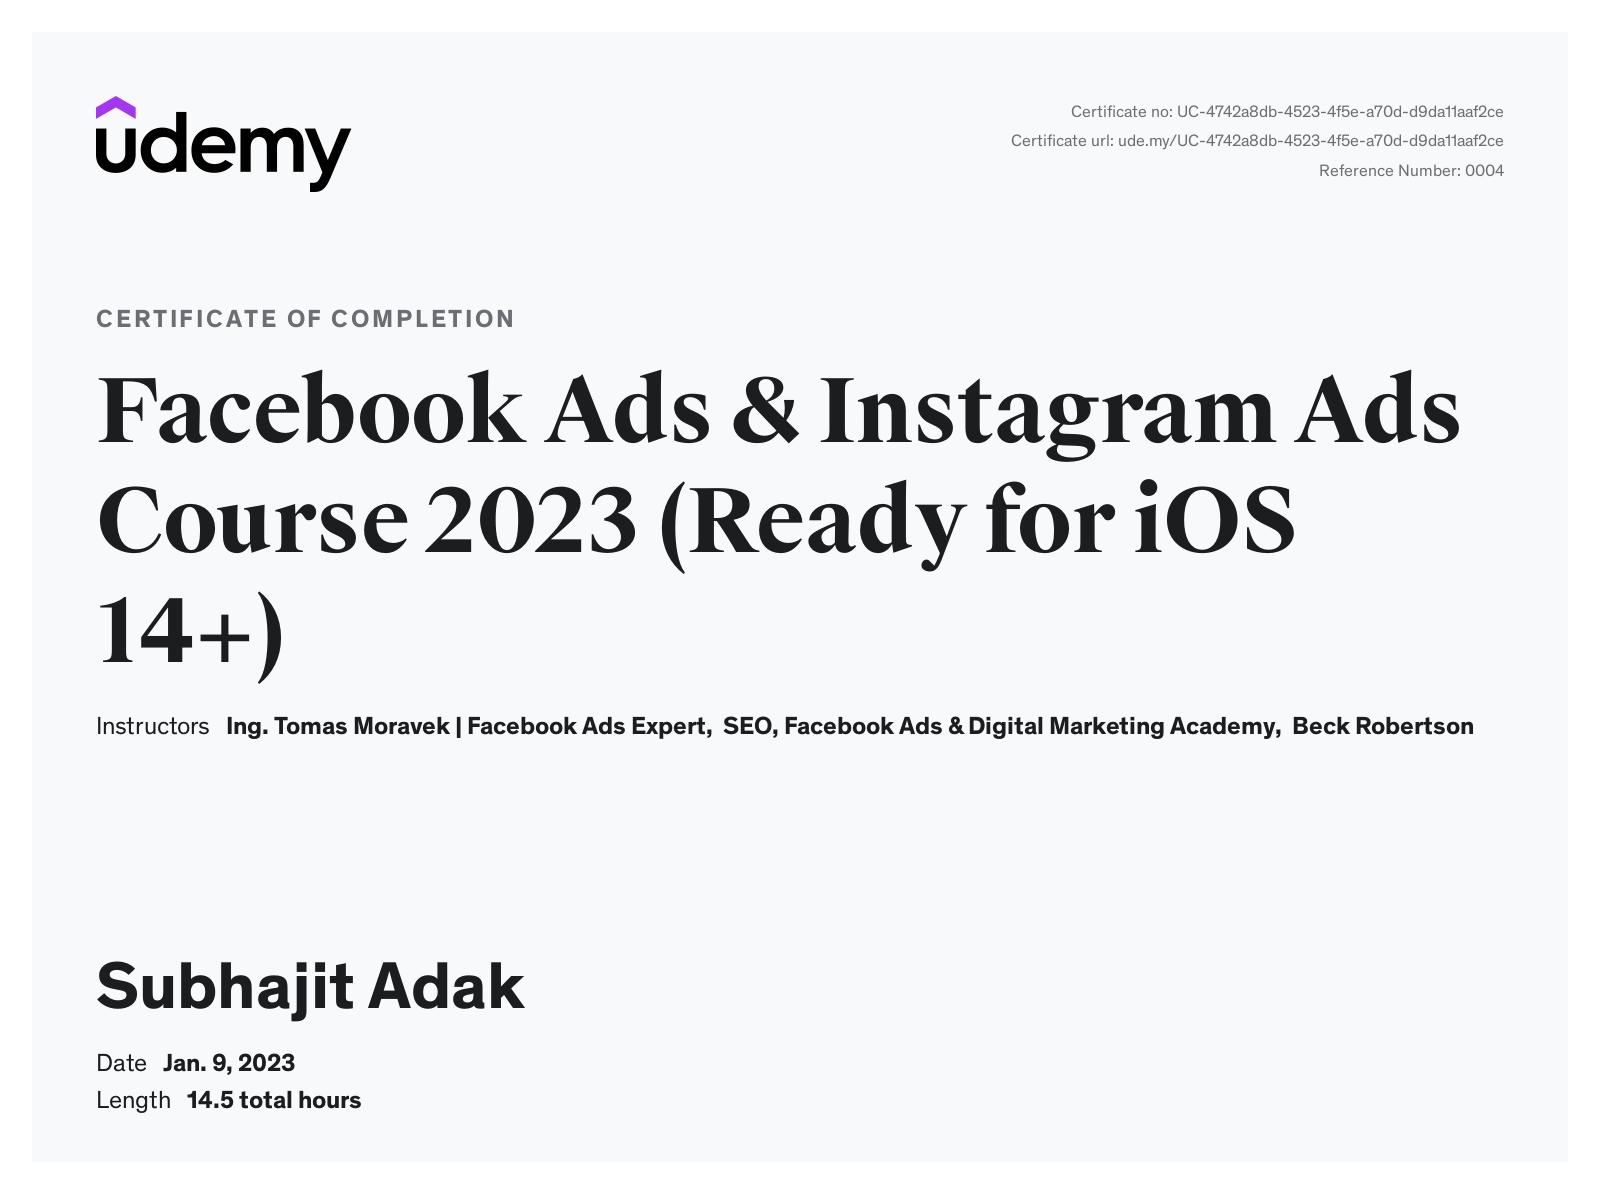 udemy
Certificate no: UC-4742a8db-4523-4f5e-a70d-d9da11aaf2ce
Certificate url: ude.my/UC-4742a8db-4523-4f5e-a70d-d9da11aaf2ce
Reference Number: 0004
CERTIFICATE OF COMPLETION
Facebook Ads & Instagram Ads
Course 2023 (Ready for iOS
14+)
Instructors Ing. Tomas Moravek | Facebook Ads Expert, SEO, Facebook Ads & Digital Marketing Academy, Beck Robertson
Subhajit Adak
Date Jan. 9, 2023
Length 14.5 total hours